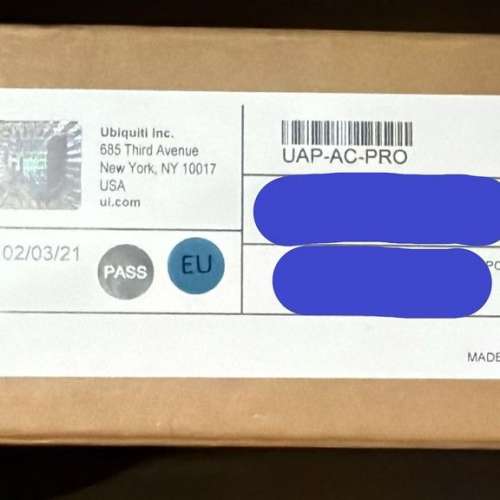 Ubiquiti Inc.
685 Third Avenue
New York, NY 10017
USA
ui.com
UAP-AC-PRO
02/03/21
PASS
EU
MADE